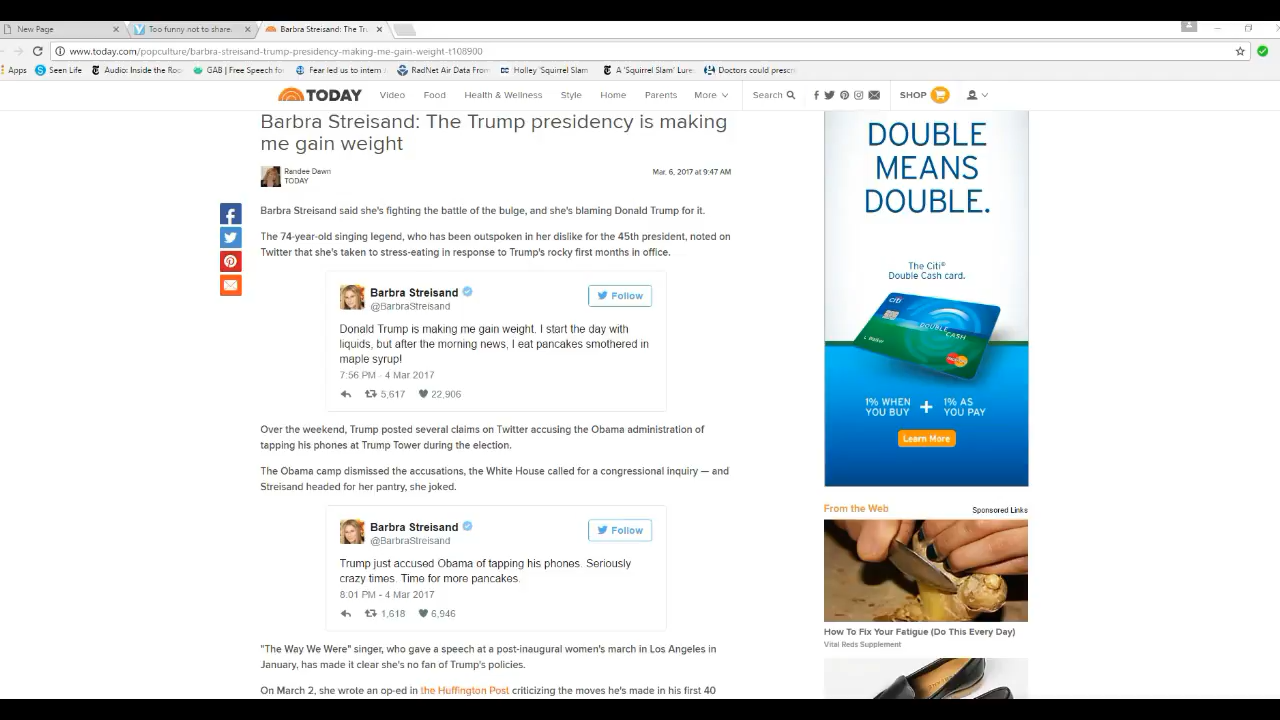 New Page
Too funny not to share.
Barbra Streisand: The Tr
www.today.com/popculture/barbra-streisand-trump-presidency-making-me-gain-weight-t108900
Apps
Seen Life
Audio: Inside the Roo
GAB | Free Speech fo
Fear led us to intern
RadNet Air Data From
Holley 'Squirrel Slam
A 'Squirrel Slam' Lure
Doctors could prescr
TODAY
Video
Food
Health & Wellness
Style
Home
Parents
More
Search
SHOP
Barbra Streisand: The Trump presidency is making
me gain weight
Randee Dawn
TODAY
Mar. 6, 2017 at 9:47 AM
Barbra Streisand said she's fighting the battle of the bulge, and she's blaming Donald Trump for it.
The 74-year-old singing legend, who has been outspoken in her dislike for the 45th president, noted on
Twitter that she's taken to stress-eating in response to Trump's rocky first months in office.
Barbra Streisand
@BarbraStreisand
Follow
Donald Trump is making me gain weight. I start the day with
liquids, but after the morning news, I eat pancakes smothered in
maple syrup!
7:56 PM - 4 Mar 2017
5,617
22,906
Over the weekend, Trump posted several claims on Twitter accusing the Obama administration of
tapping his phones at Trump Tower during the election.
The Obama camp dismissed the accusations, the White House called for a congressional inquiry — and
Streisand headed for her pantry, she joked.
Barbra Streisand
@BarbraStreisand
Follow
Trump just accused Obama of tapping his phones. Seriously
crazy times. Time for more pancakes.
8:01 PM - 4 Mar 2017
1,618
6,946
"The Way We Were" singer, who gave a speech at a post-inaugural women's march in Los Angeles in
January, has made it clear she's no fan of Trump's policies.
On March 2, she wrote an op-ed in the Huffington Post criticizing the moves he's made in his first 40
DOUBLE
MEANS
DOUBLE.
The Citi®
Double Cash card.
citi
DOUBLE CASH
L Walker
MasterCard
1% WHEN
YOU BUY
+
1% AS
YOU PAY
Learn More
From the Web
Sponsored Links
How To Fix Your Fatigue (Do This Every Day)
Vital Reds Supplement